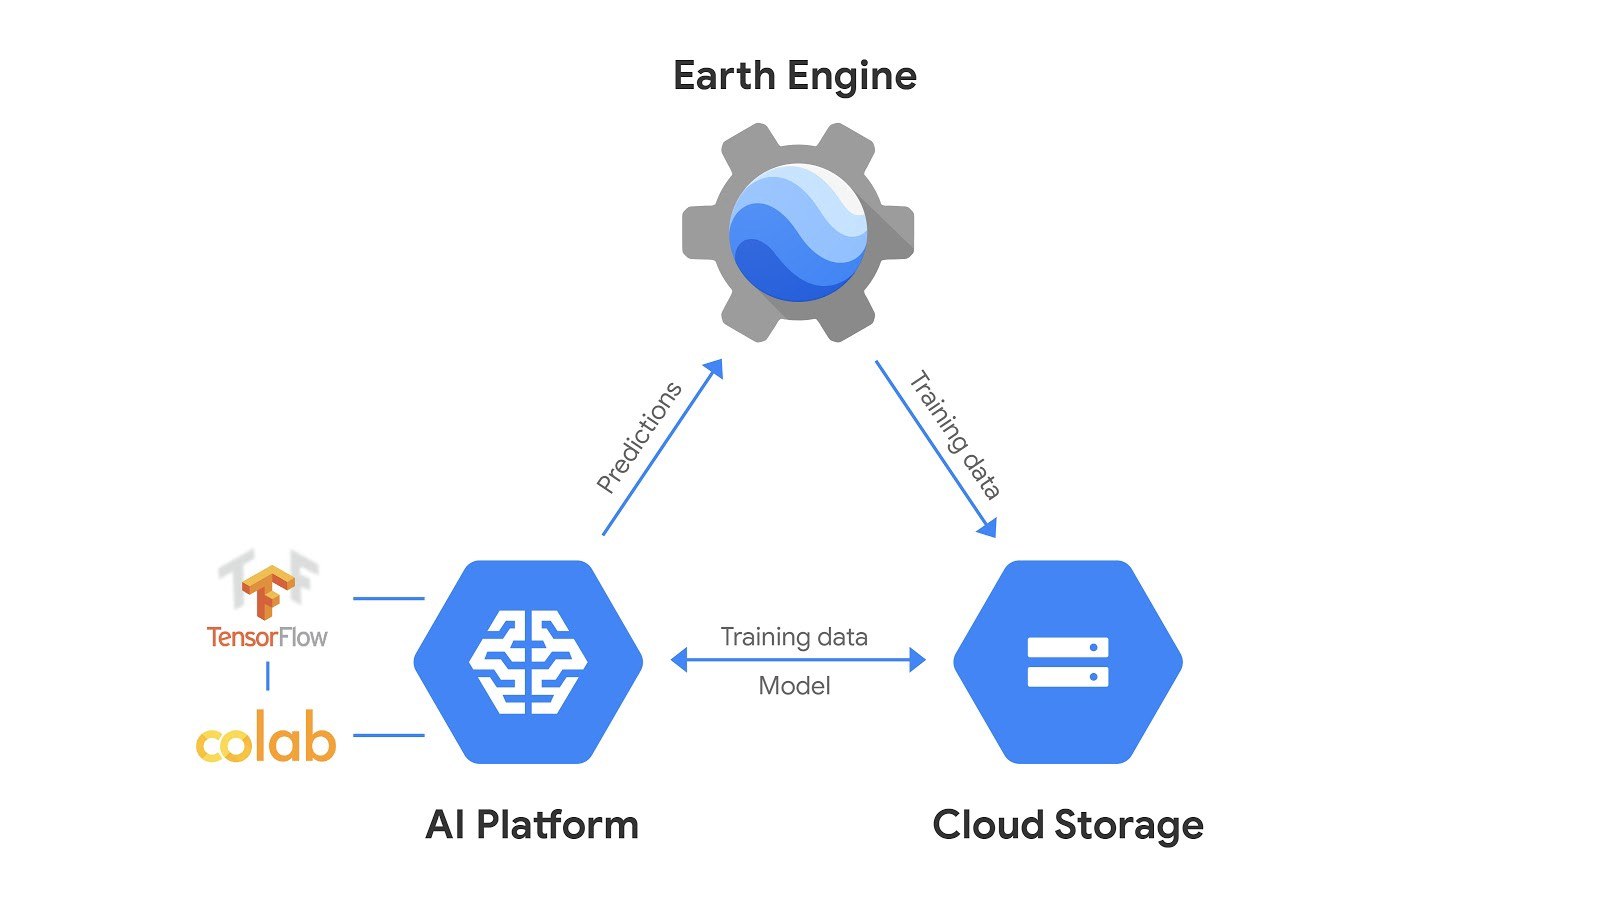 Earth Engine
Predictions
Training data
TensorFlow
Training data
Model
colab
AI Platform
Cloud Storage